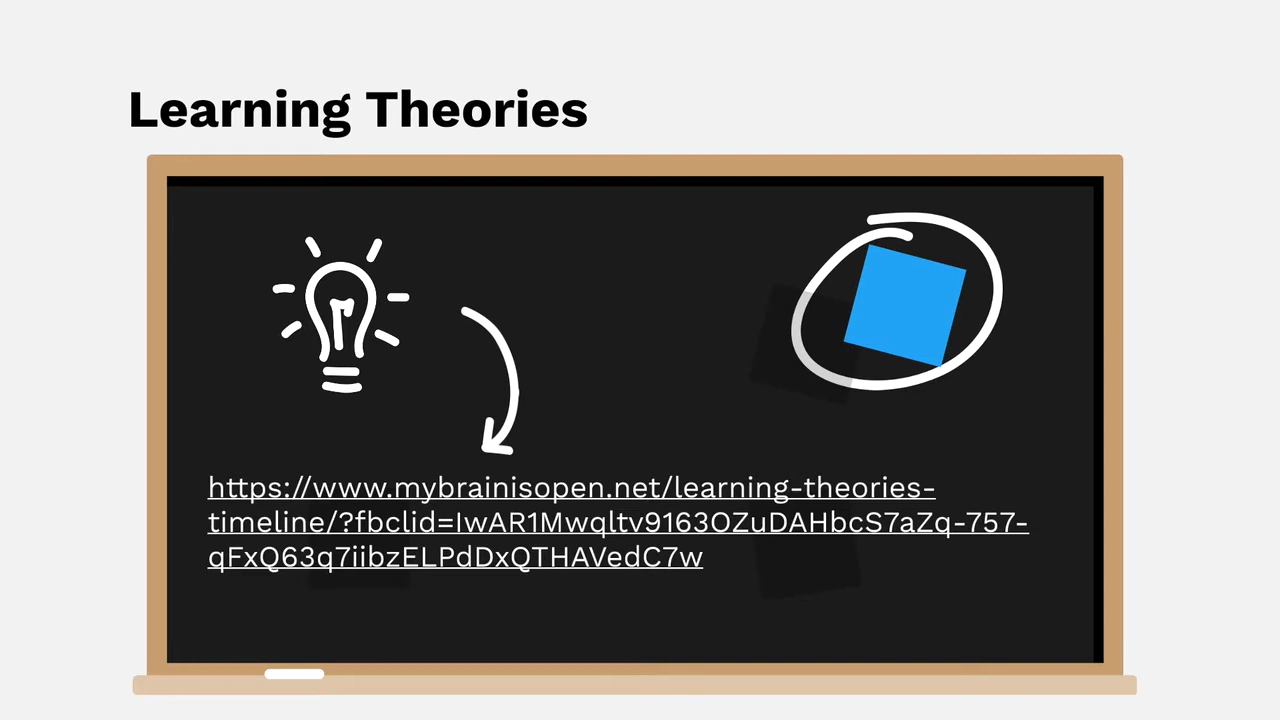 Learning Theories
https://www.mybrainisopen.net/learning-theories-
timeline/?fbclid=IwAR1Mwqltv9163OZuDAHbcS7aZq-757-
qFxQ63q7iibzELPdDxQTHAVedC7w